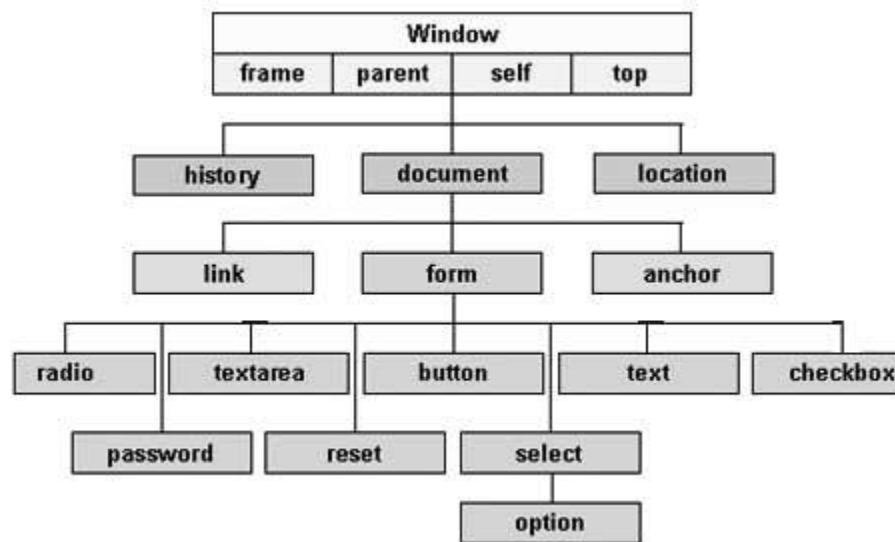 Window
frame parent self top
history document location
link form anchor
radio textarea button text checkbox
password reset select
option